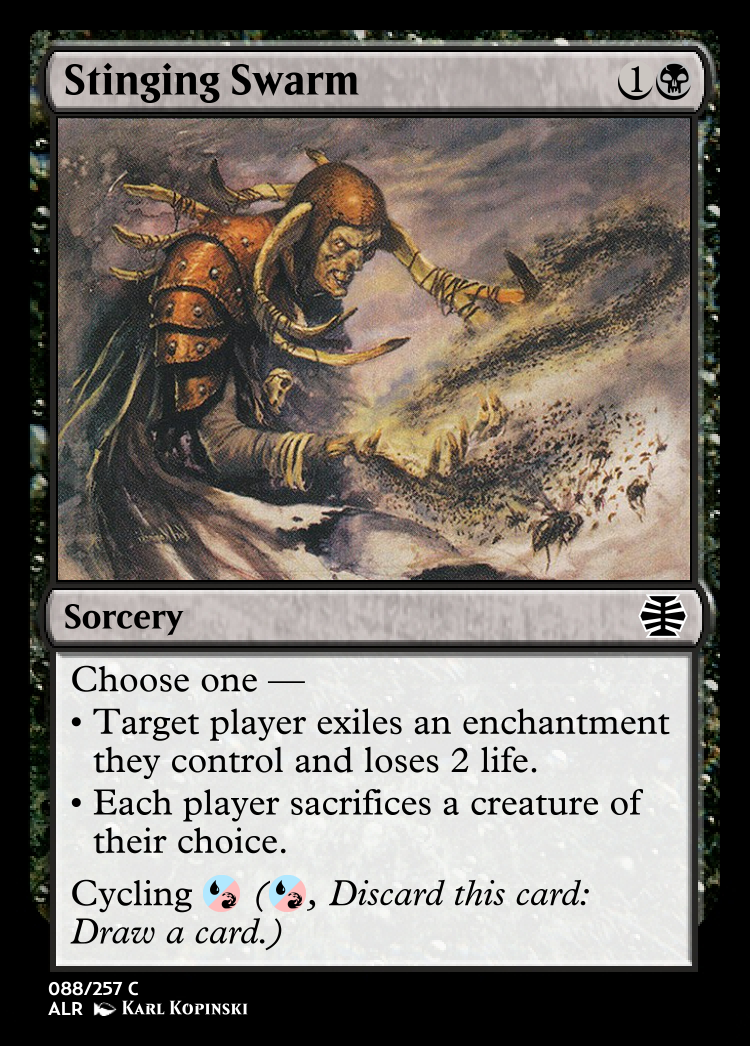 Stinging Swarm 1
Sorcery
Choose one —
• Target player exiles an enchantment
they control and loses 2 life.
• Each player sacrifices a creature of
their choice.
Cycling (, Discard this card:
Draw a card.)
088/257 C
ALR Karl Kopinski